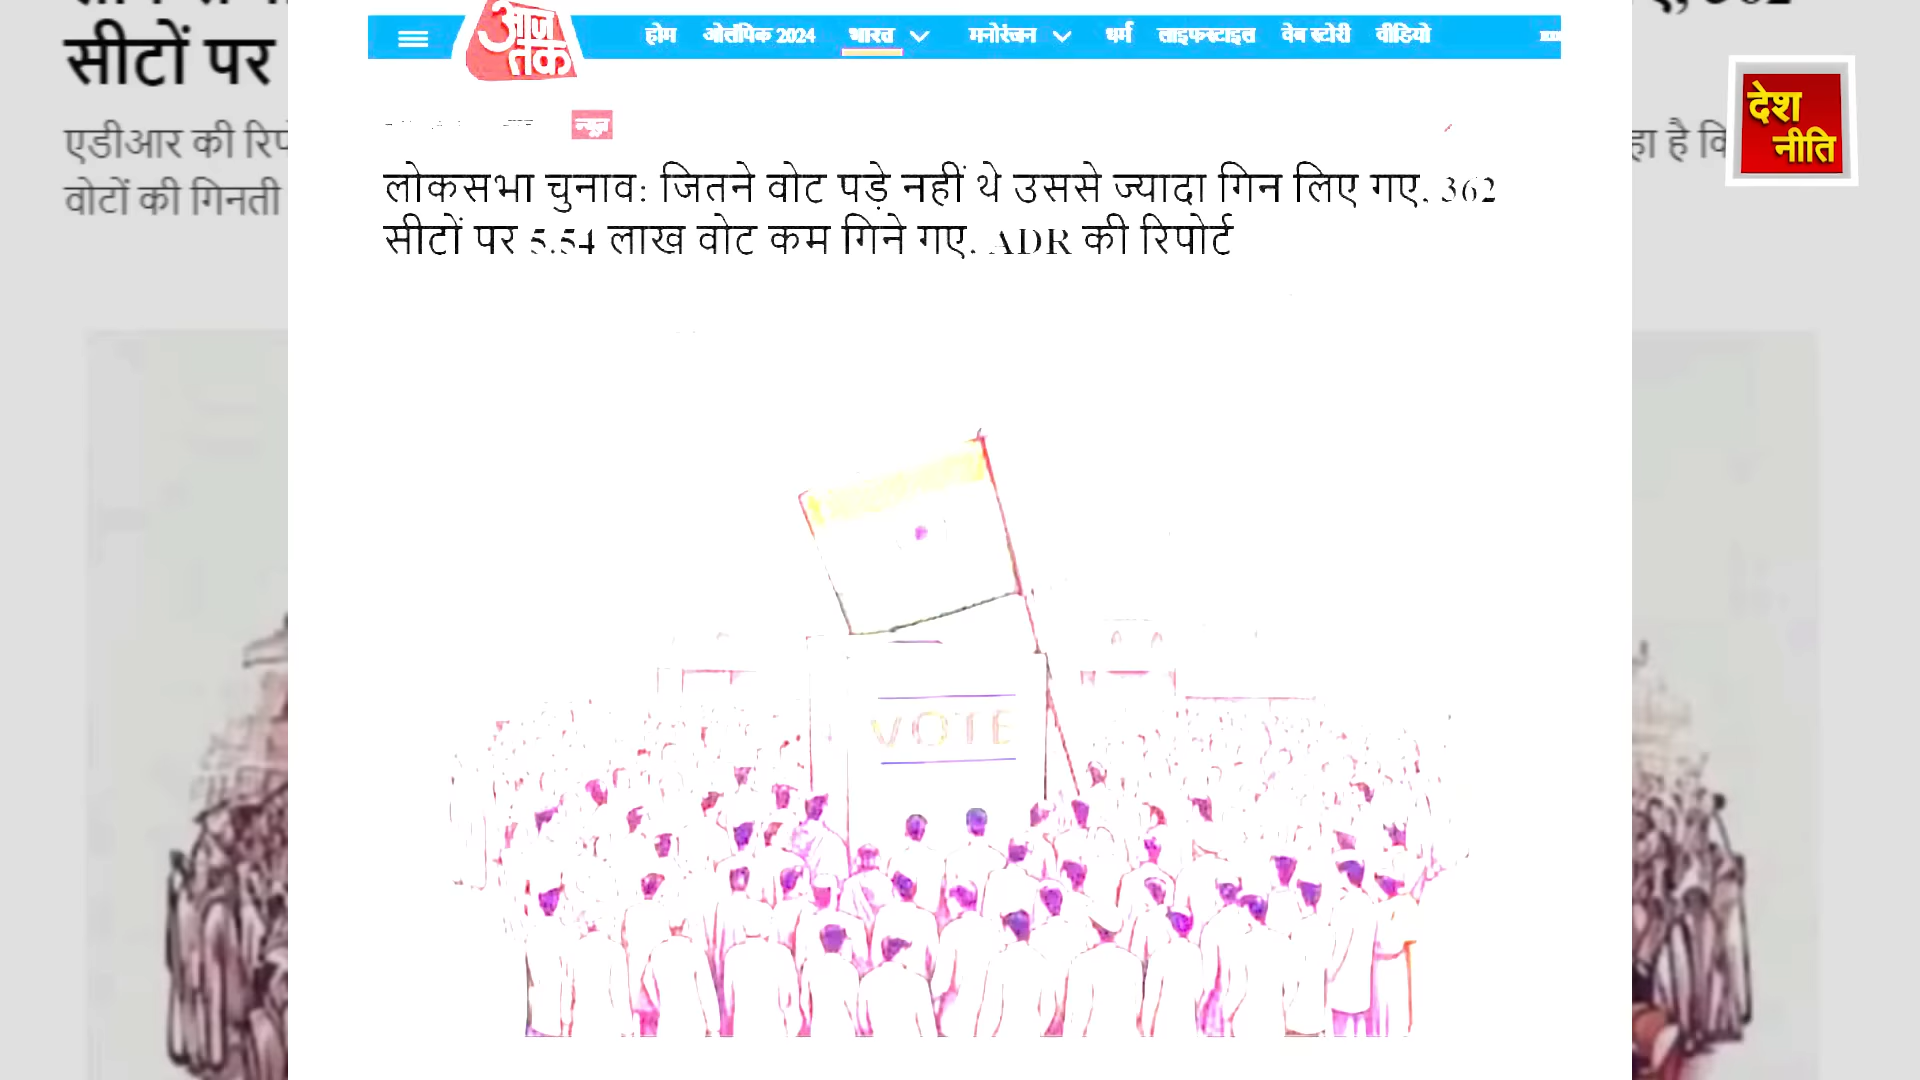 362
सीटों पर
एडीआर की
वोटों की गिनती
हा है
आज
तक
होम ओलंपिक 2024 भारत मनोरंजन धर्म लाइफस्टाइल वेब स्टोरी वीडियो
देश
नीति
न्यूज़
लोकसभा चुनाव: जितने वोट पड़े नहीं थे उससे ज्यादा गिन लिए गए, 362
सीटों पर 5.54 लाख वोट कम गिने गए, ADR की रिपोर्ट
VOTE